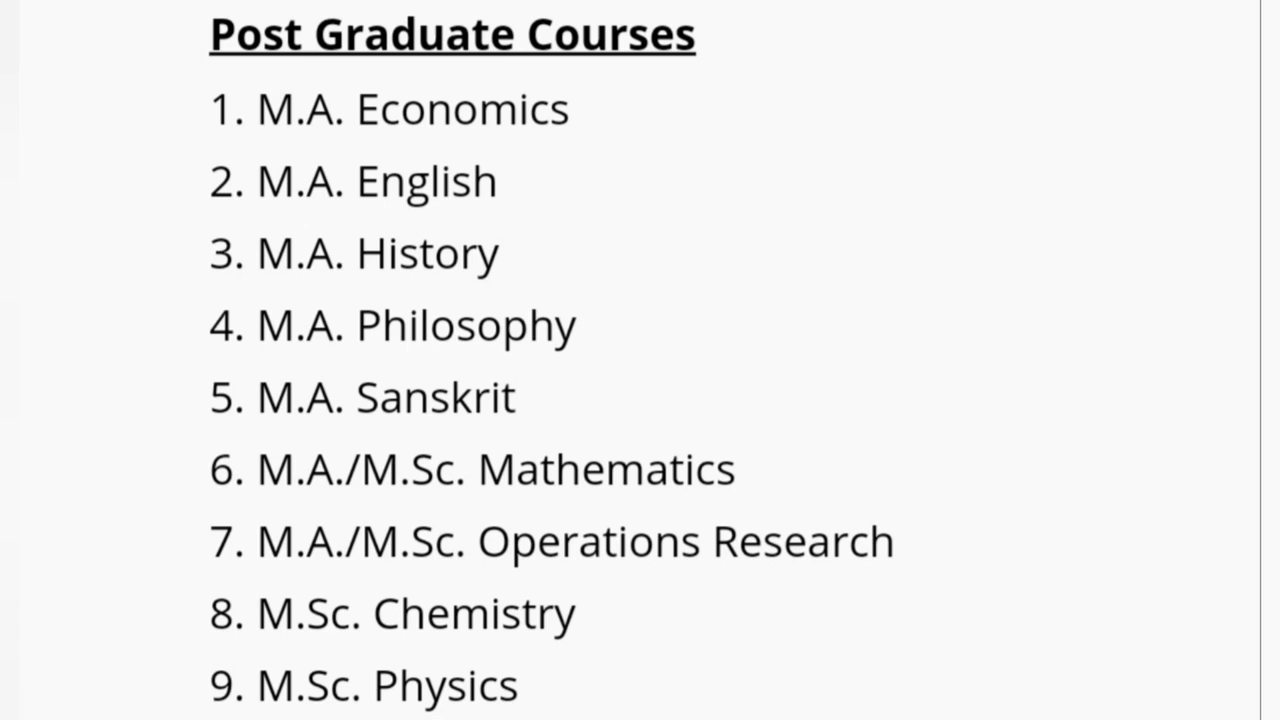 Post Graduate Courses
1. M.A. Economics
2. M.A. English
3. M.A. History
4. M.A. Philosophy
5. M.A. Sanskrit
6. M.A./M.Sc. Mathematics
7. M.A./M.Sc. Operations Research
8. M.Sc. Chemistry
9. M.Sc. Physics